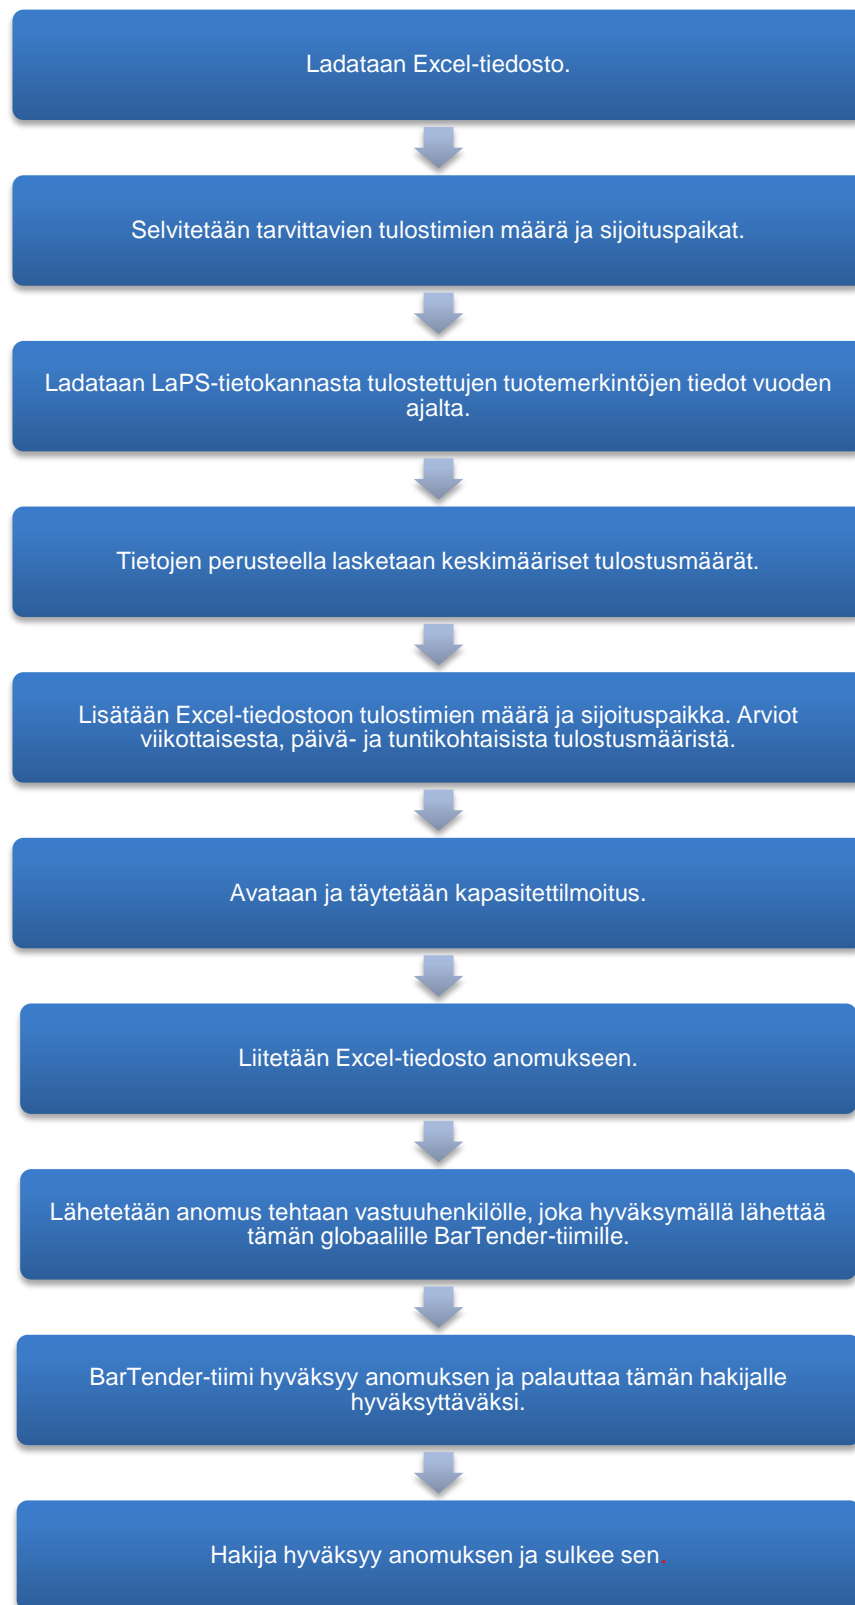 Ladataan Excel-tiedosto.
Selvitetään tarvittavien tulostimien määrä ja sijoituspaikat.
Ladataan LaPS-tietokannasta tulostettujen tuotemerkintöjen tiedot vuoden
ajalta.
Tietojen perusteella lasketaan keskimääriset tulostusmäärät.
Lisätään Excel-tiedostoon tulostimien määrä ja sijoituspaikka. Arviot
viikottaisesta, päivä- ja tuntikohtaisista tulostusmääristä.
Avataan ja täytetään kapasitettilmoitus.
Liitetään Excel-tiedosto anomukseen.
Lähetetään anomus tehtaan vastuuhenkilölle, joka hyväksymällä lähettää
tämän globaalille BarTender-tiimille.
BarTender-tiimi hyväksyy anomuksen ja palauttaa tämän hakijalle
hyväksyttäväksi.
Hakija hyväksyy anomuksen ja sulkee sen.